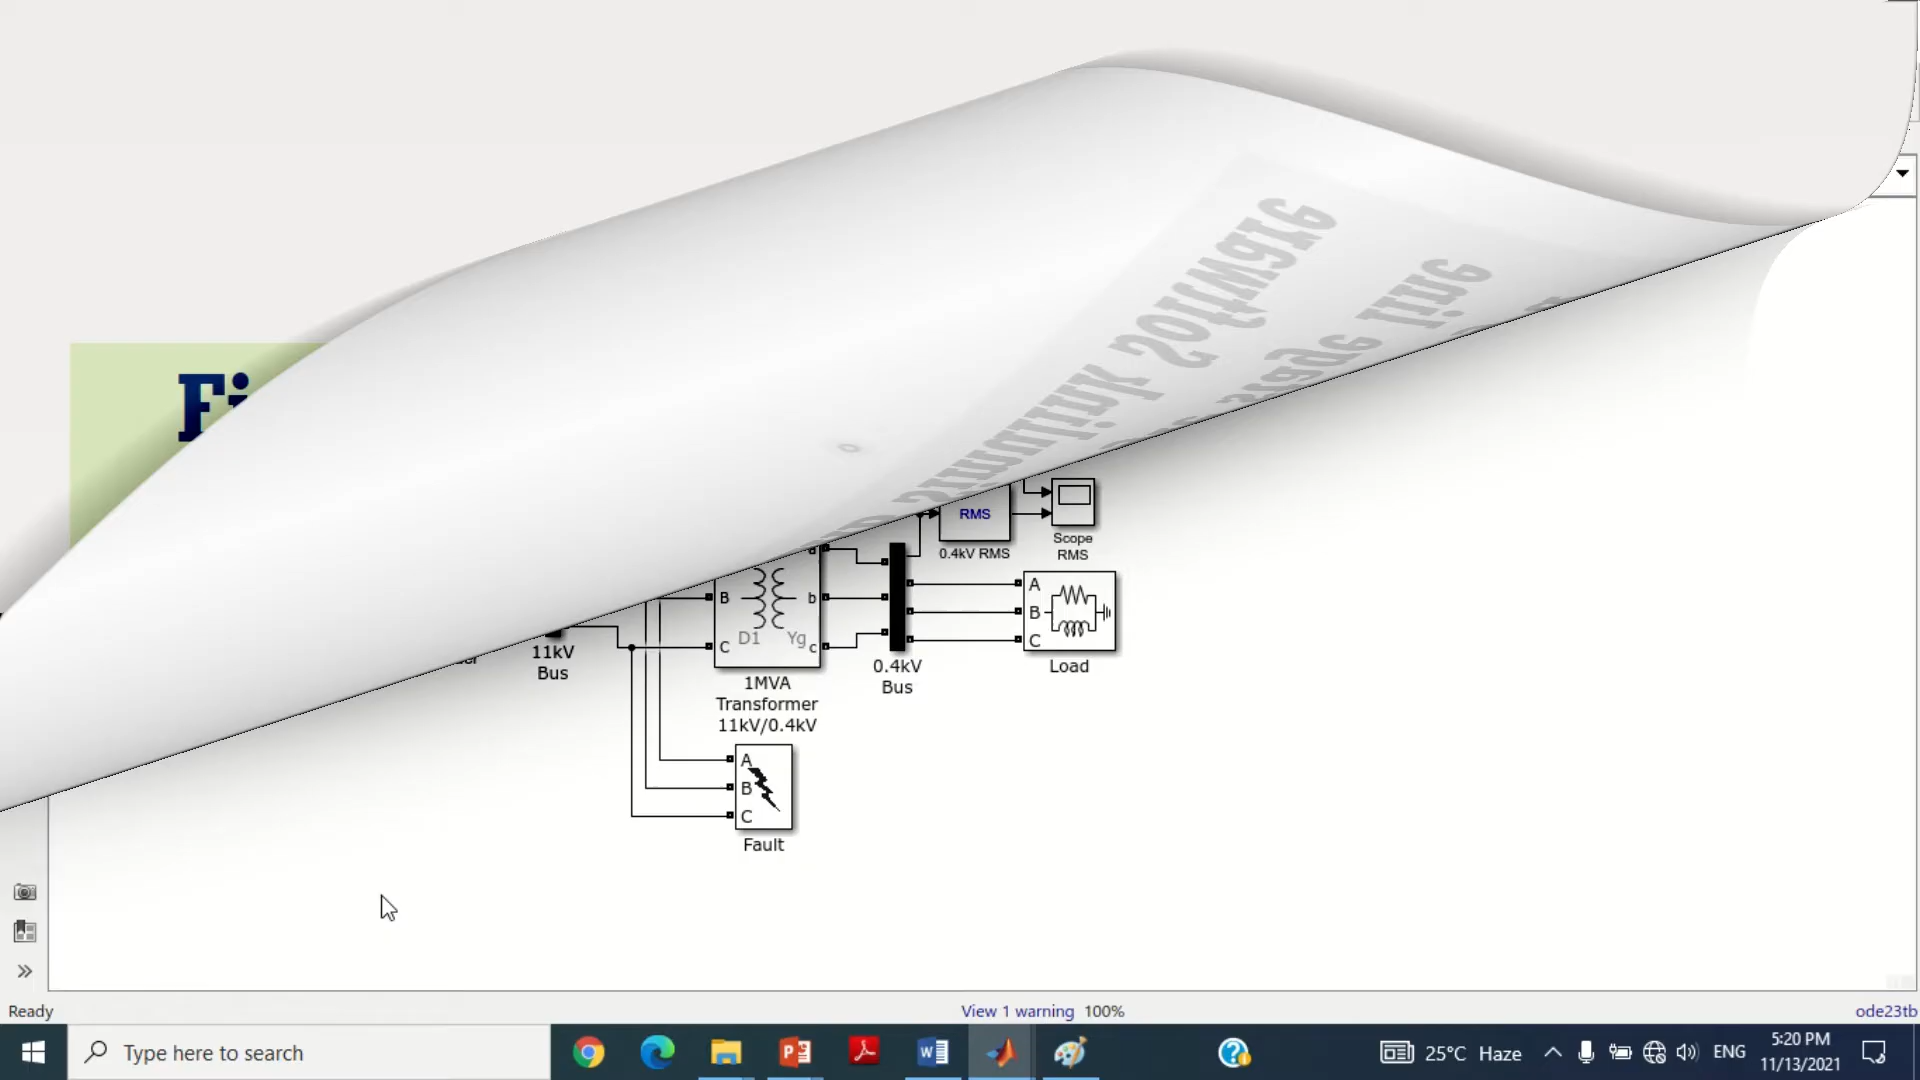 Fi
RMS
0.4kV RMS
Scope
RMS
B
b
D1
Yg
C
c
11kV
Bus
1MVA
Transformer
11kV/0.4kV
0.4kV
Bus
A
B
C
Load
A
B
C
Fault
Ready
View 1 warning 100%
ode23tb
Type here to search
25°C Haze
ENG
5:20 PM
11/13/2021